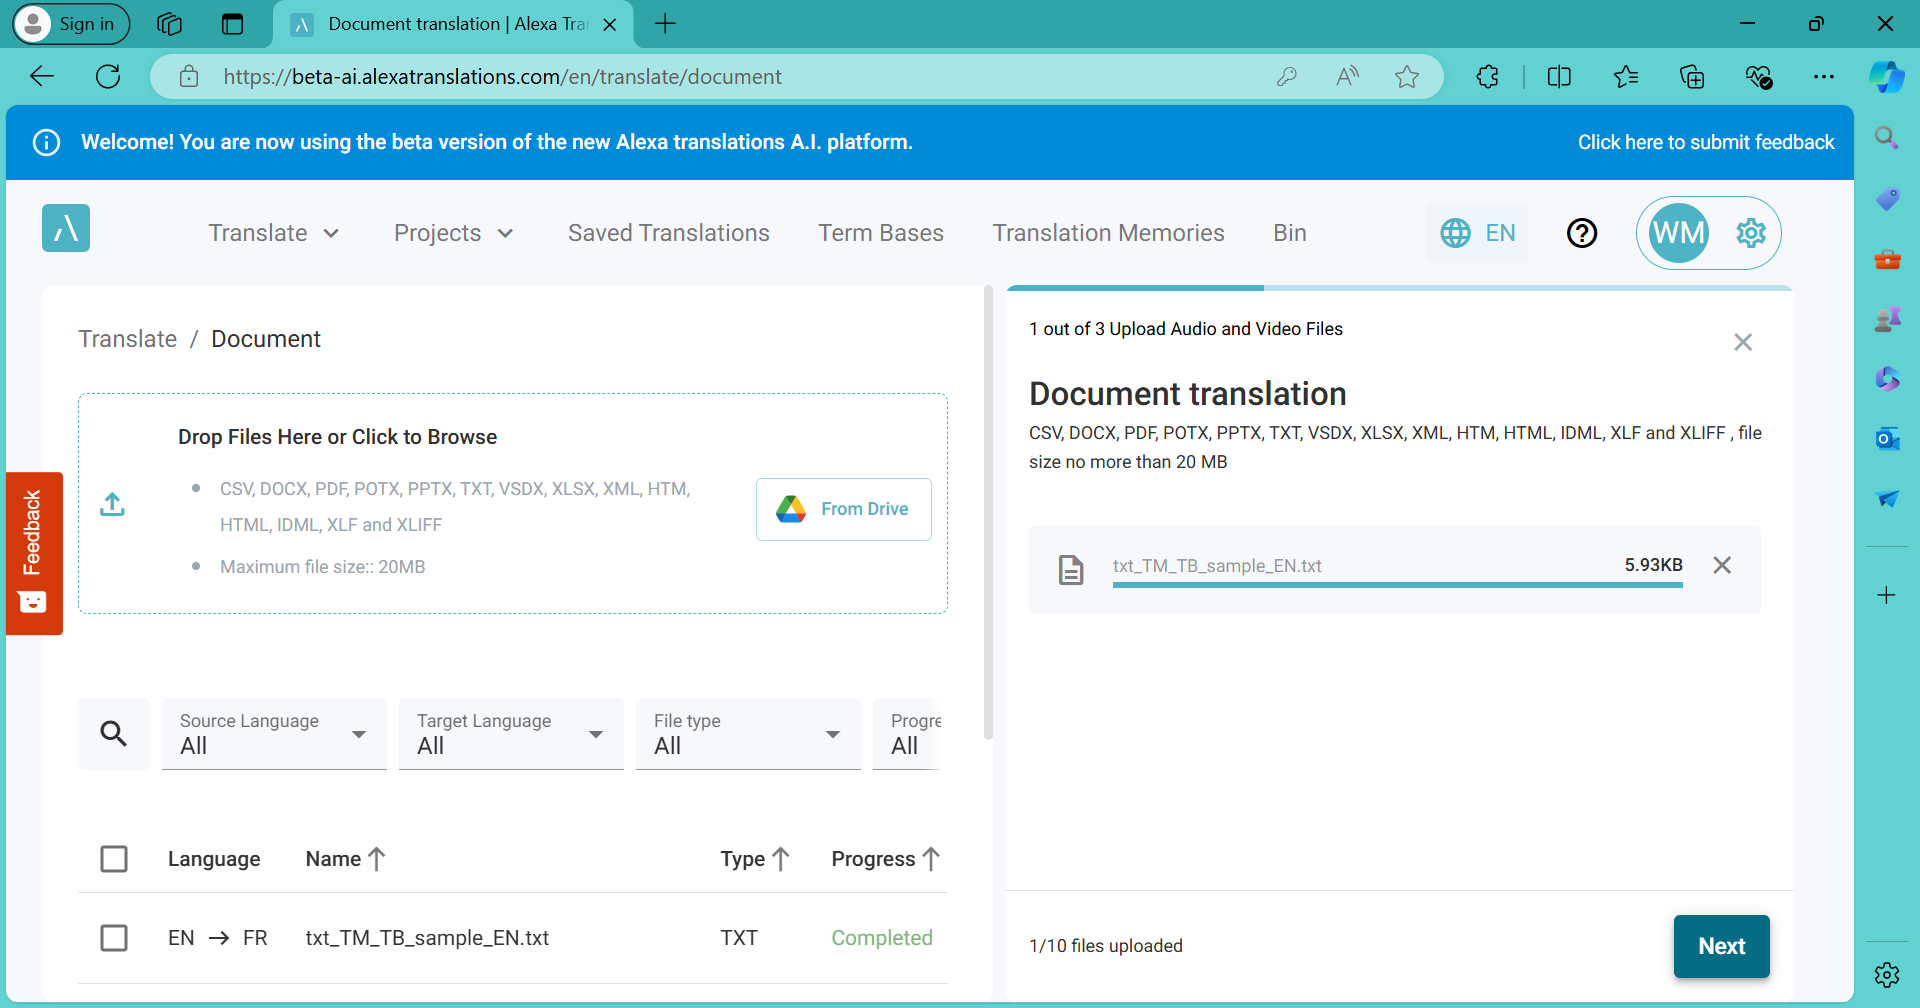 Sign in
Document translation | Alexa Tra
https://beta-ai.alexatranslations.com/en/translate/document
Welcome! You are now using the beta version of the new Alexa translations A.I. platform.
Click here to submit feedback
Translate
Projects
Saved Translations
Term Bases
Translation Memories
Bin
EN
WM
Translate / Document
Drop Files Here or Click to Browse
CSV, DOCX, PDF, POTX, PPTX, TXT, VSDX, XLSX, XML, HTM,
HTML, IDML, XLF and XLIFF
Maximum file size:: 20MB
From Drive
Feedback
Source Language
All
Target Language
All
File type
All
Progre
All
Language
Name
Type
Progress
EN → FR
txt_TM_TB_sample_EN.txt
TXT
Completed
1 out of 3 Upload Audio and Video Files
Document translation
CSV, DOCX, PDF, POTX, PPTX, TXT, VSDX, XLSX, XML, HTM, HTML, IDML, XLF and XLIFF , file
size no more than 20 MB
txt_TM_TB_sample_EN.txt
5.93KB
1/10 files uploaded
Next